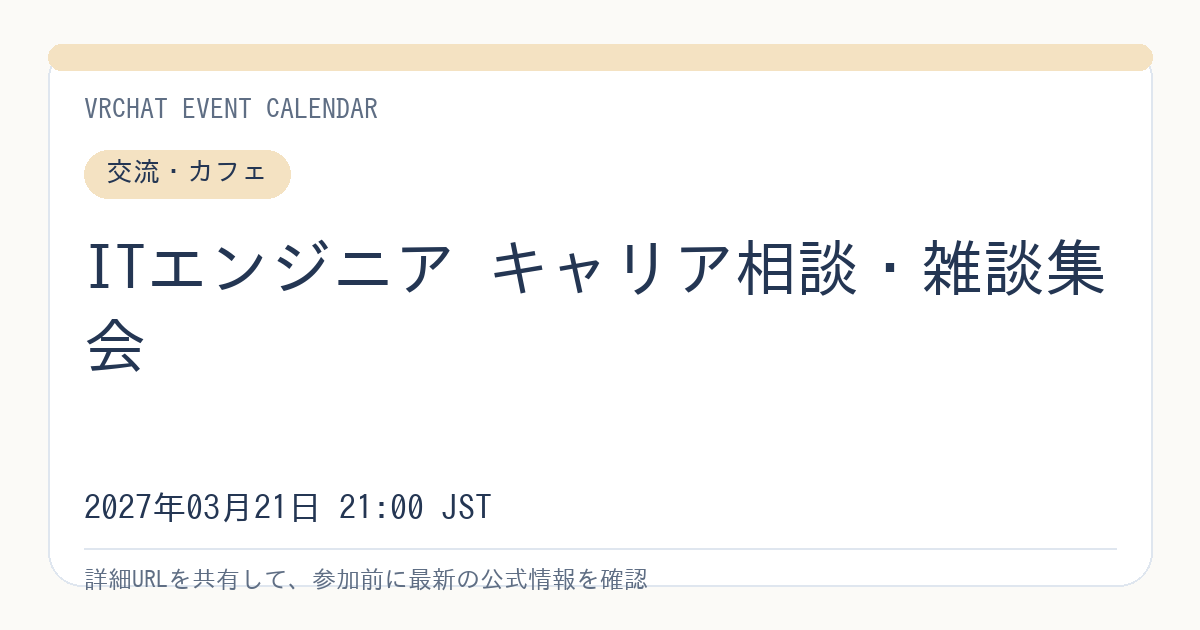 VRCHAT EVENT CALENDAR
交流・カフェ
ITエンジニア キャリア相談・雑談集
会
2027年03月21日 21:00 JST
詳細URLを共有して、参加前に最新の公式情報を確認